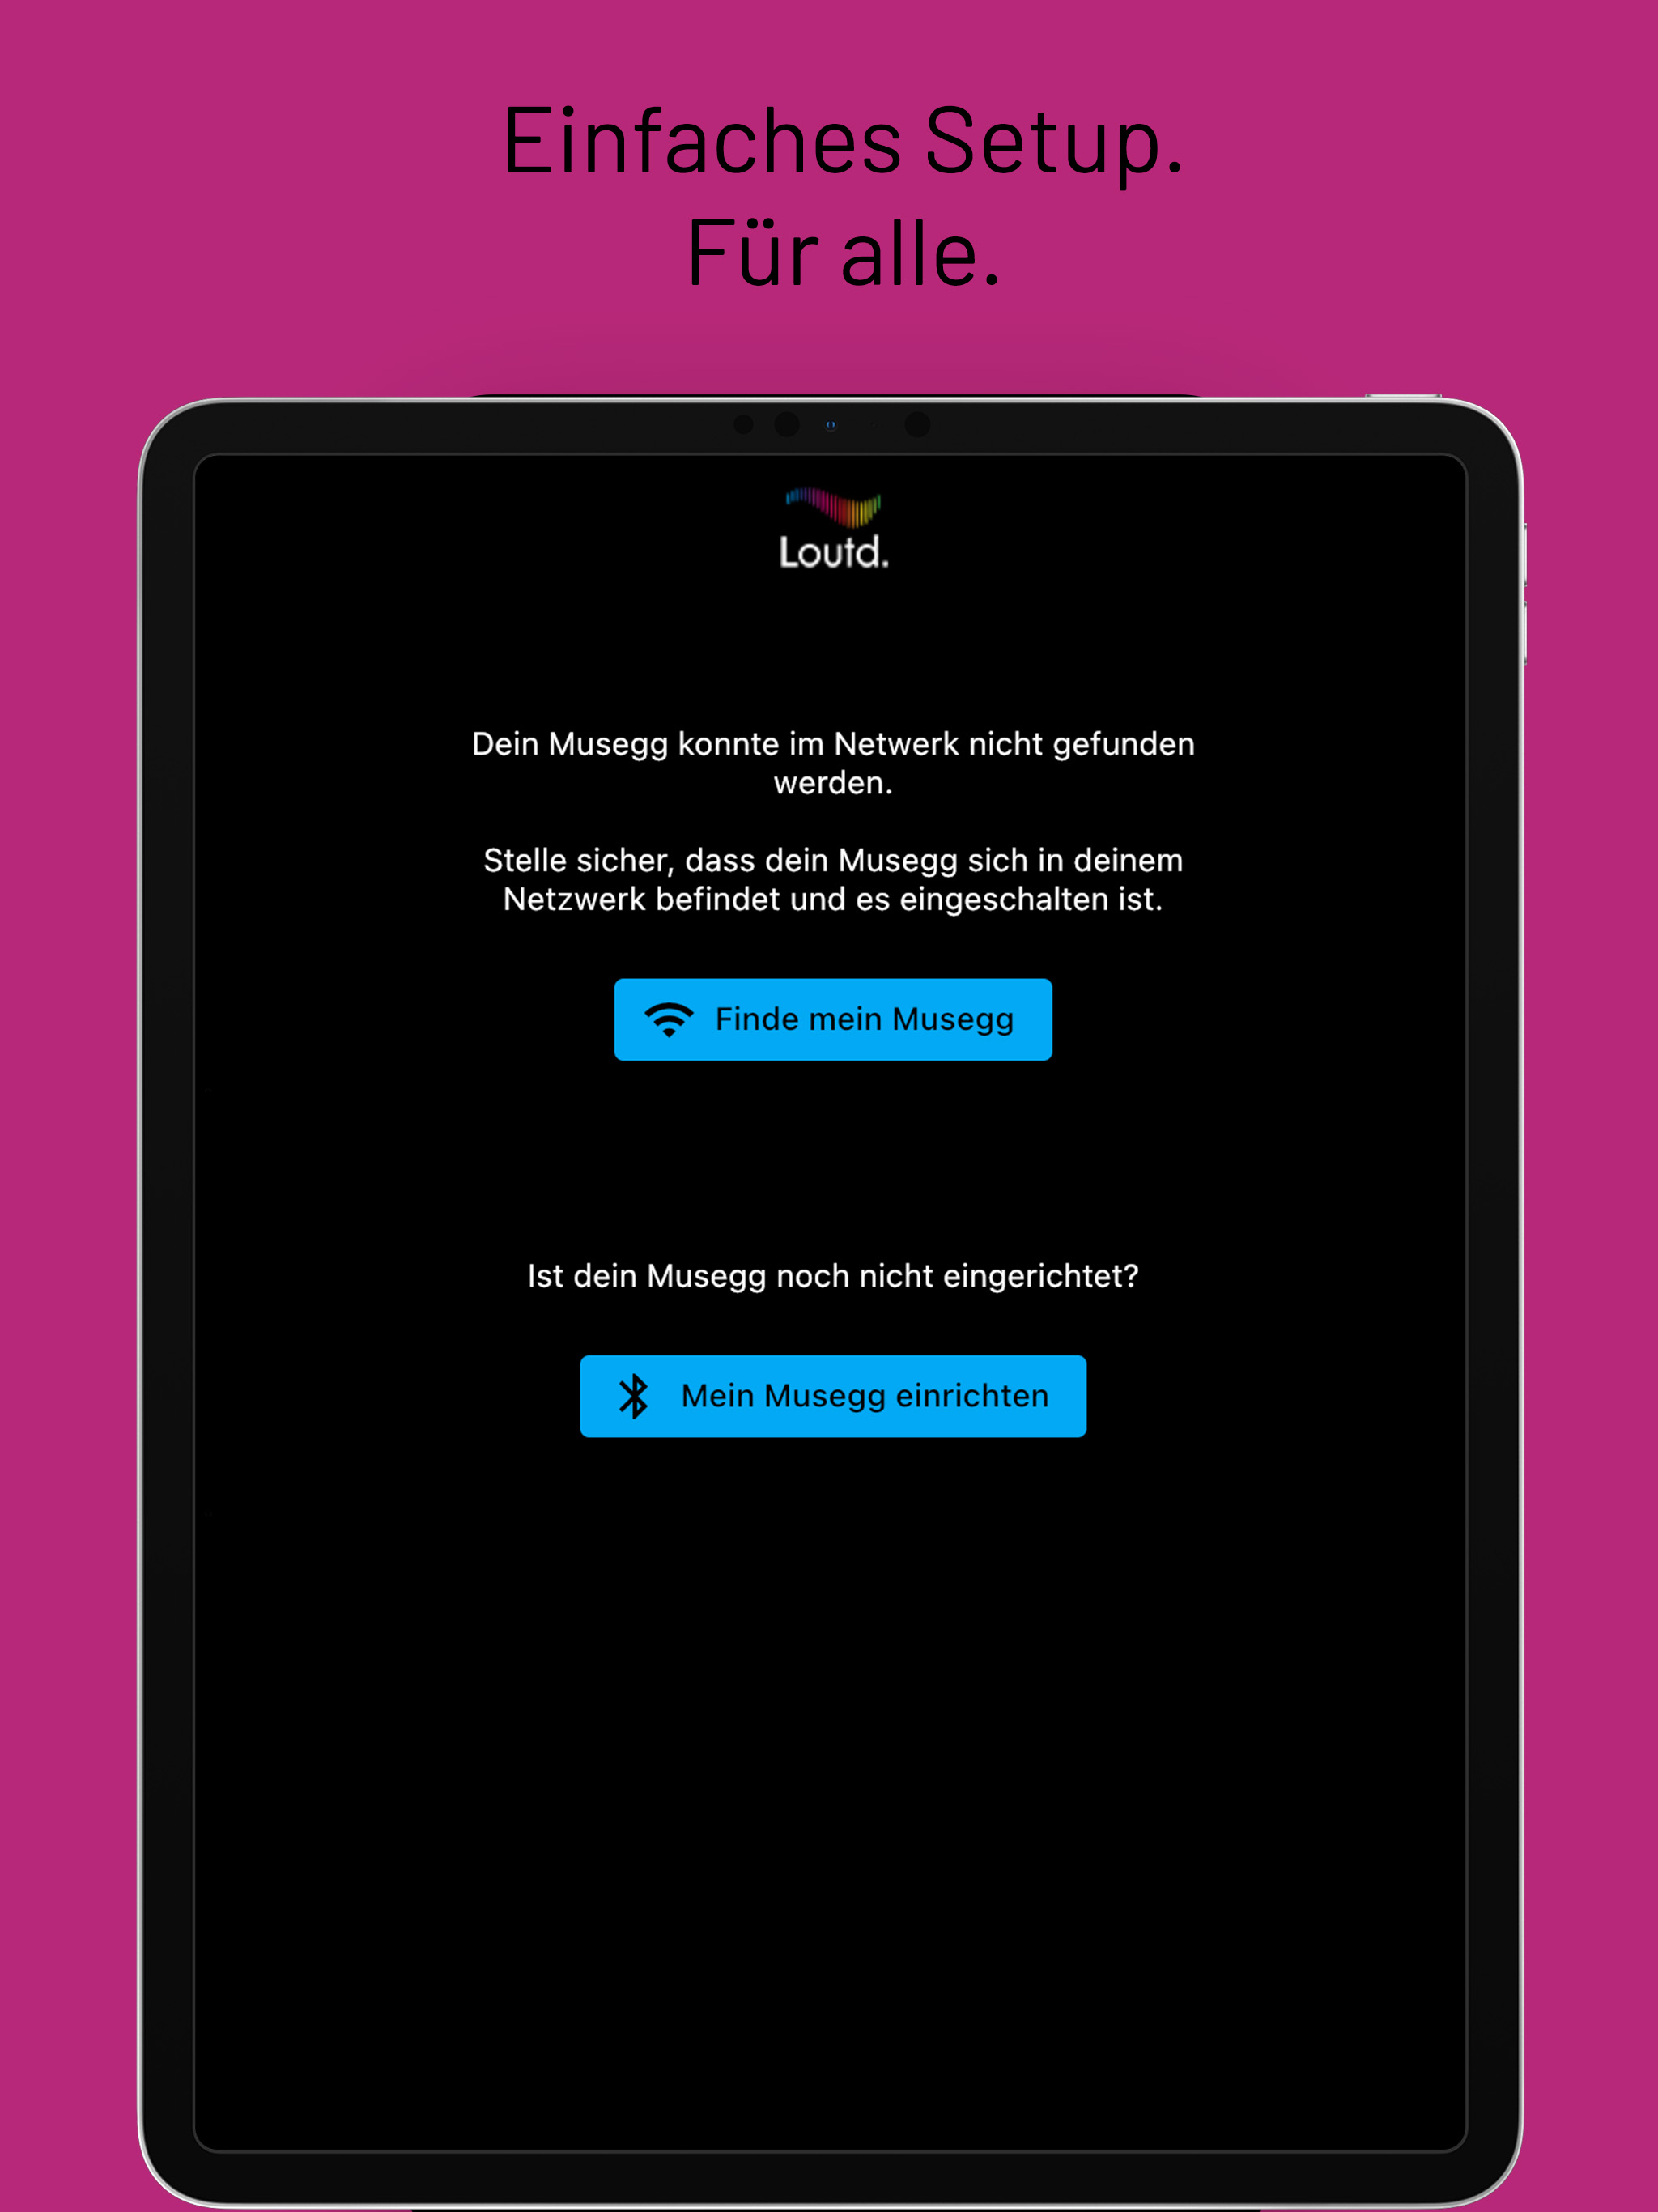 Einfaches Setup.
Für alle.
Loutd.
Dein Musegg konnte im Netwerk nicht gefunden
werden.
Stelle sicher, dass dein Musegg sich in deinem
Netzwerk befindet und es eingeschalten ist.
Finde mein Musegg
Ist dein Musegg noch nicht eingerichtet?
Mein Musegg einrichten